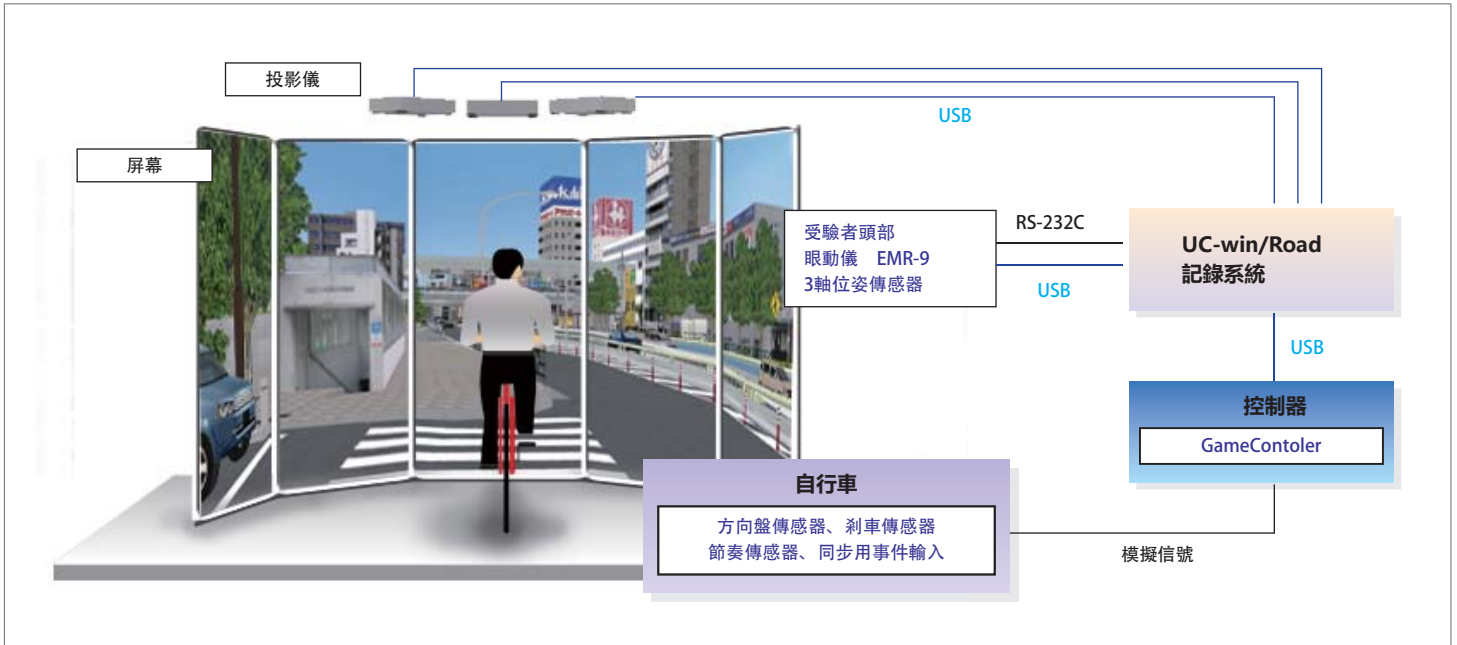 投影儀
屏幕
USB
受驗者頭部
眼動儀 EMR-9
3軸位姿傳感器
RS-232C
USB
UC-win/Road
記錄系統
USB
控制器
GameContoler
自行車
方向盤傳感器、剎車傳感器
節奏傳感器、同步用事件輸入
模擬信號